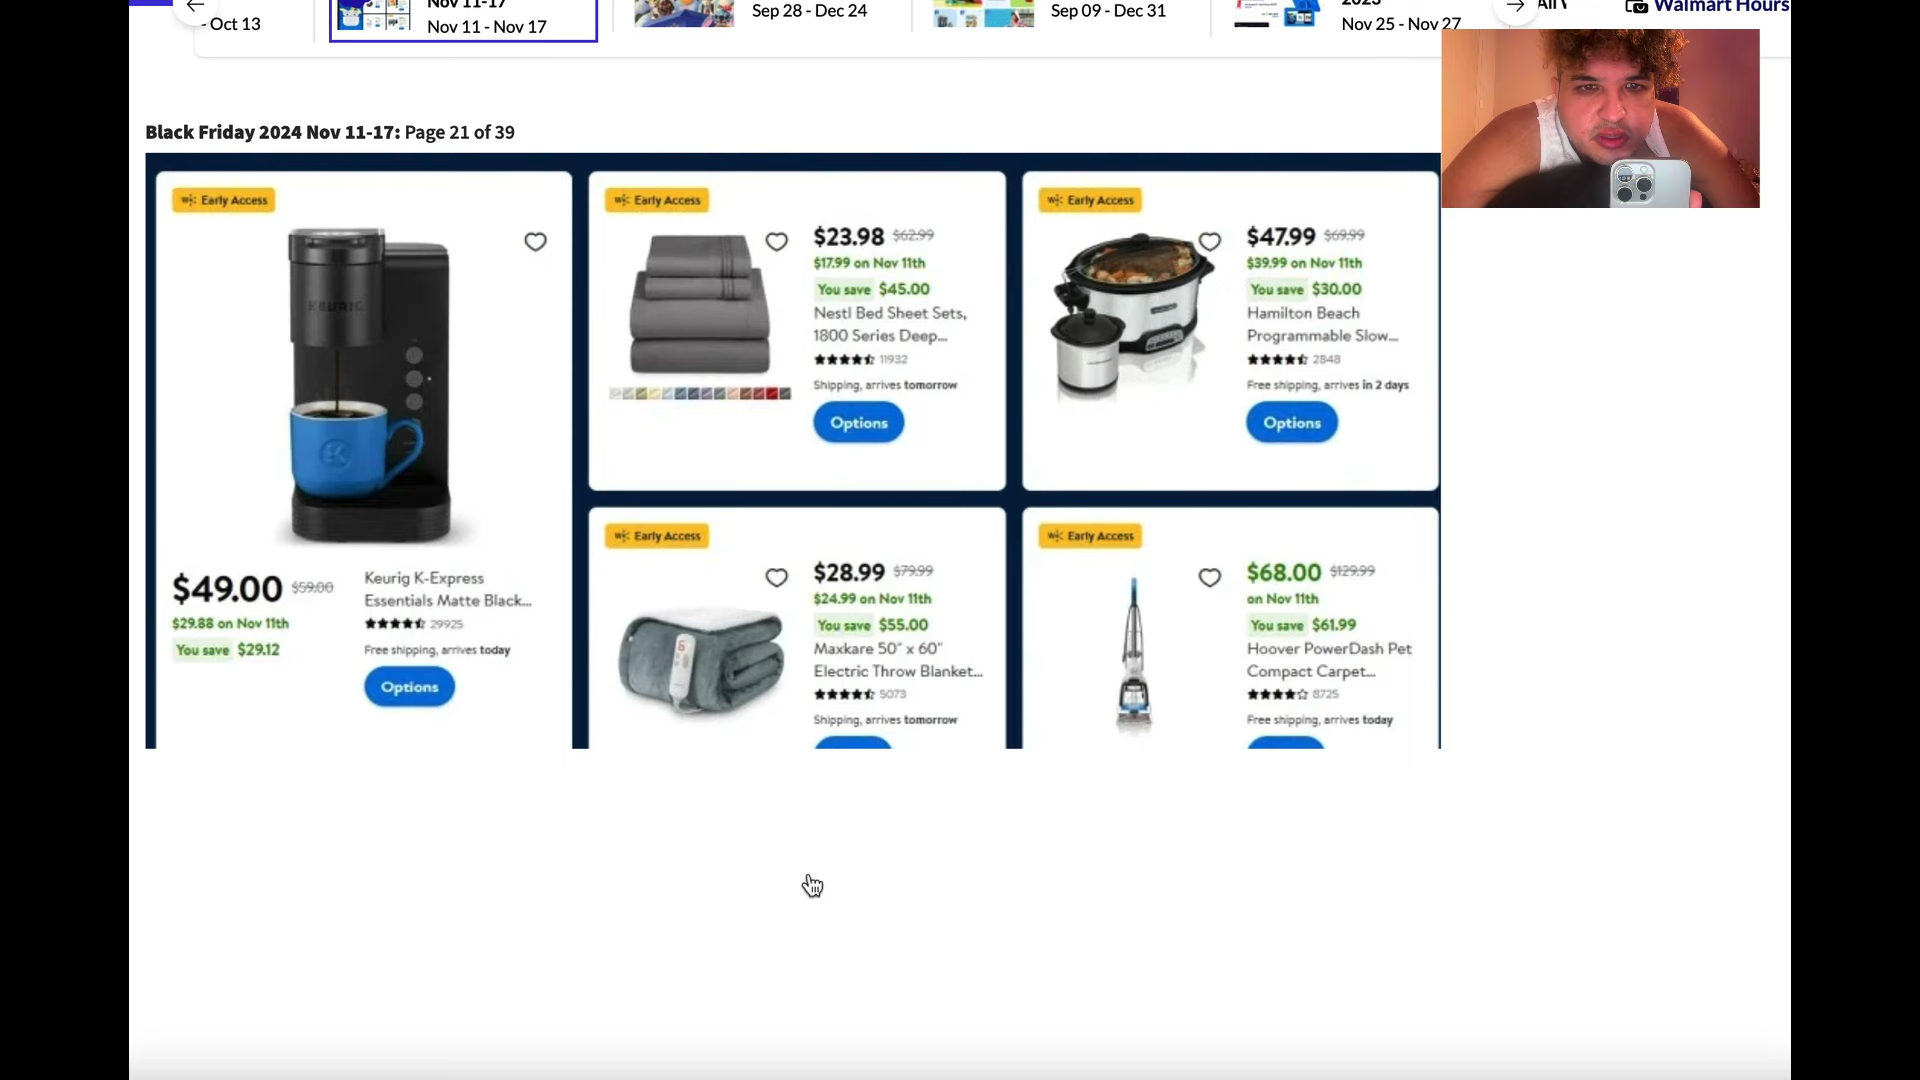 - Oct 13
Nov 11-17
Nov 11 - Nov 17
Sep 28 - Dec 24
Sep 09 - Dec 31
2023
Nov 25 - Nov 27
Walmart Hours
Black Friday 2024 Nov 11-17: Page 21 of 39
Early Access
KEURIG
$49.00 $59.00
$29.88 on Nov 11th
You save $29.12
Keurig K-Express
Essentials Matte Black...
29925
Free shipping, arrives today
Options
Early Access
$23.98 $62.99
$17.99 on Nov 11th
You save $45.00
Nestl Bed Sheet Sets,
1800 Series Deep...
11932
Shipping, arrives tomorrow
Options
Early Access
$47.99 $69.99
$39.99 on Nov 11th
You save $30.00
Hamilton Beach
Programmable Slow...
2848
Free shipping, arrives in 2 days
Options
Early Access
$28.99 $79.99
$24.99 on Nov 11th
You save $55.00
Maxkare 50" x 60"
Electric Throw Blanket...
5073
Shipping, arrives tomorrow
Early Access
$68.00 $129.99
on Nov 11th
You save $61.99
Hoover PowerDash Pet
Compact Carpet...
8725
Free shipping, arrives today